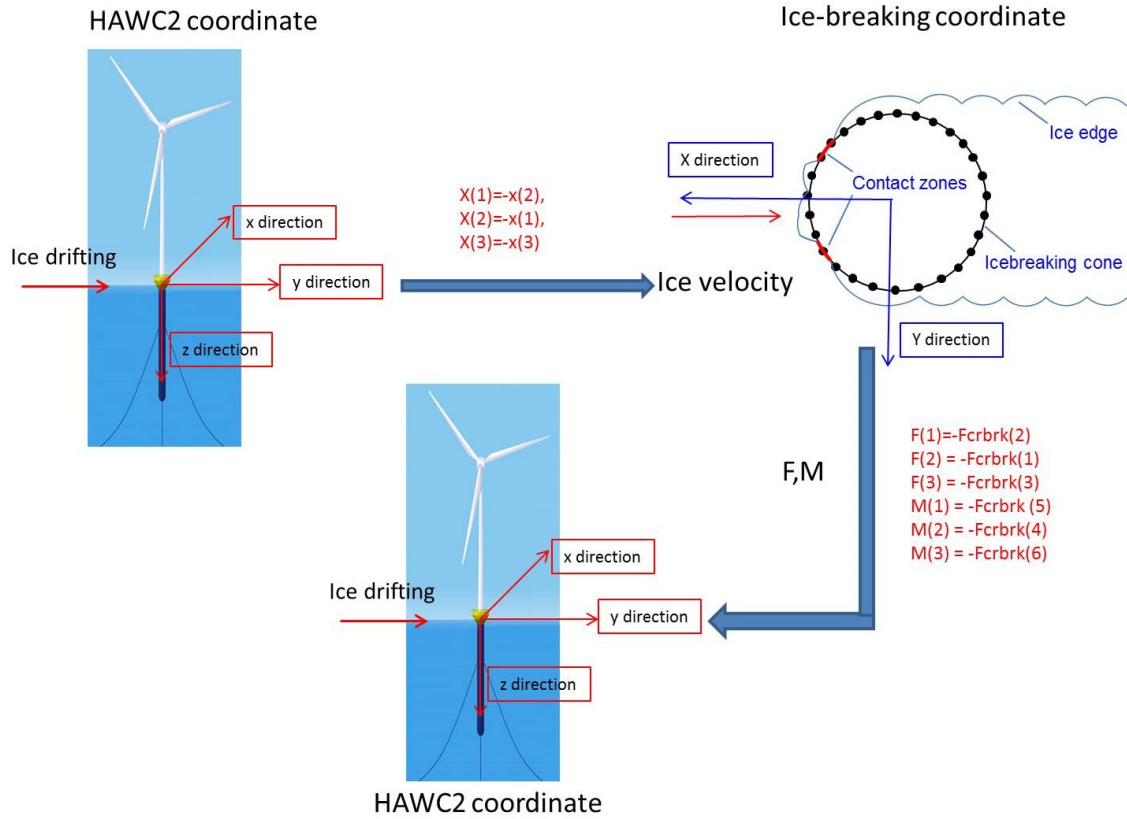 HAWC2 coordinate
Ice-breaking coordinate
Ice edge
X direction
Contact zones
X(1)=-x(2),
X(2)=-x(1),
X(3)=-x(3)
x direction
Ice drifting
y direction
Icebreaking cone
Ice velocity
z direction
Y direction
F(1)=-Fcrbrk(2)
F(2) = -Fcrbrk(1)
F(3) = -Fcrbrk(3)
M(1) = -Fcrbrk (5)
M(2) = -Fcrbrk(4)
M(3) = -Fcrbrk(6)
F,M
x direction
Ice drifting
y direction
z direction
HAWC2 coordinate